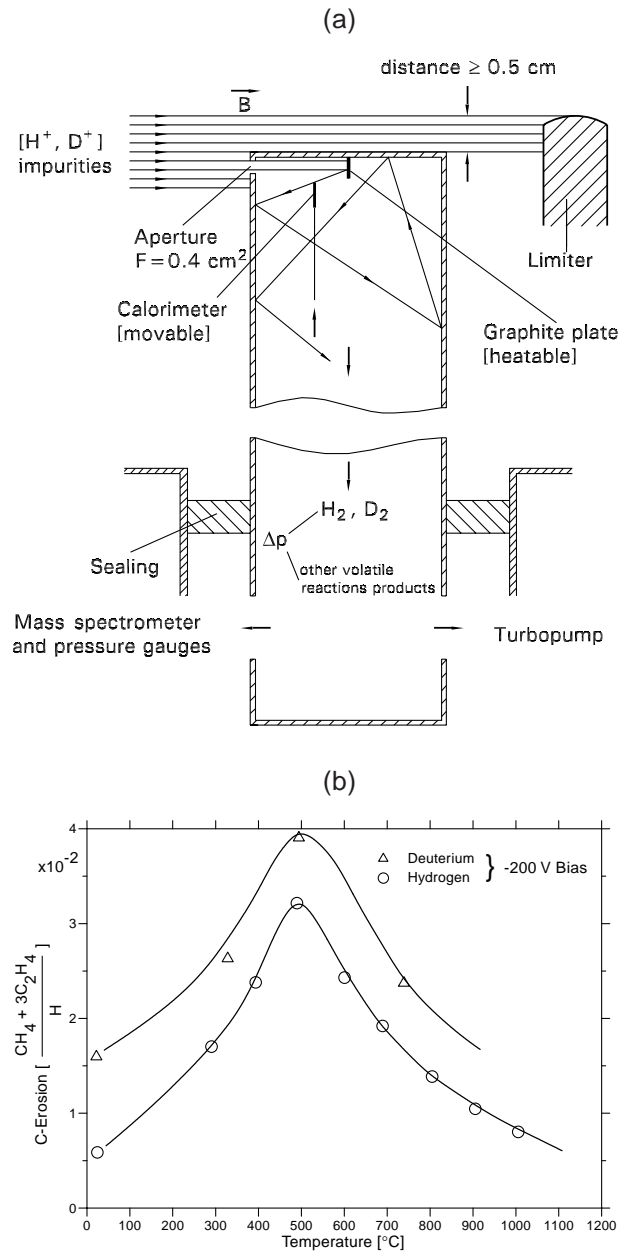 (a)
distance ≥ 0.5 cm
B
[H⁺, D⁺]
impurities
Aperture
F = 0.4 cm²
Calorimeter
[movable]
Limiter
Graphite plate
[heatable]
H₂, D₂
Δp
other volatile
reactions products
Sealing
Mass spectrometer
and pressure gauges
Turbopump
(b)
4
x10⁻²
3
2
1
0
C-Erosion [ CH₄ + 3C₂H₄ / H ]
Deuterium
Hydrogen
} -200 V Bias
0 100 200 300 400 500 600 700 800 900 1000 1100 1200
Temperature [°C]